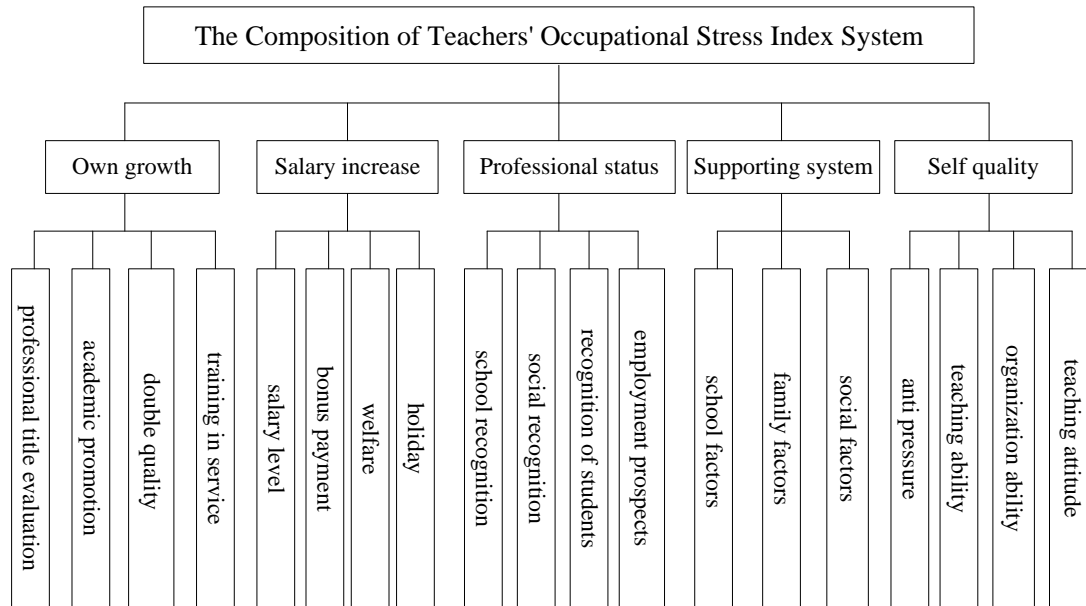 The Composition of Teachers' Occupational Stress Index System
Own growth
Salary increase
Professional status
Supporting system
Self quality
professional title evaluation
academic promotion
double quality
training in service
salary level
bonus payment
welfare
holiday
school recognition
social recognition
recognition of students
employment prospects
school factors
family factors
social factors
anti pressure
teaching ability
organization ability
teaching attitude